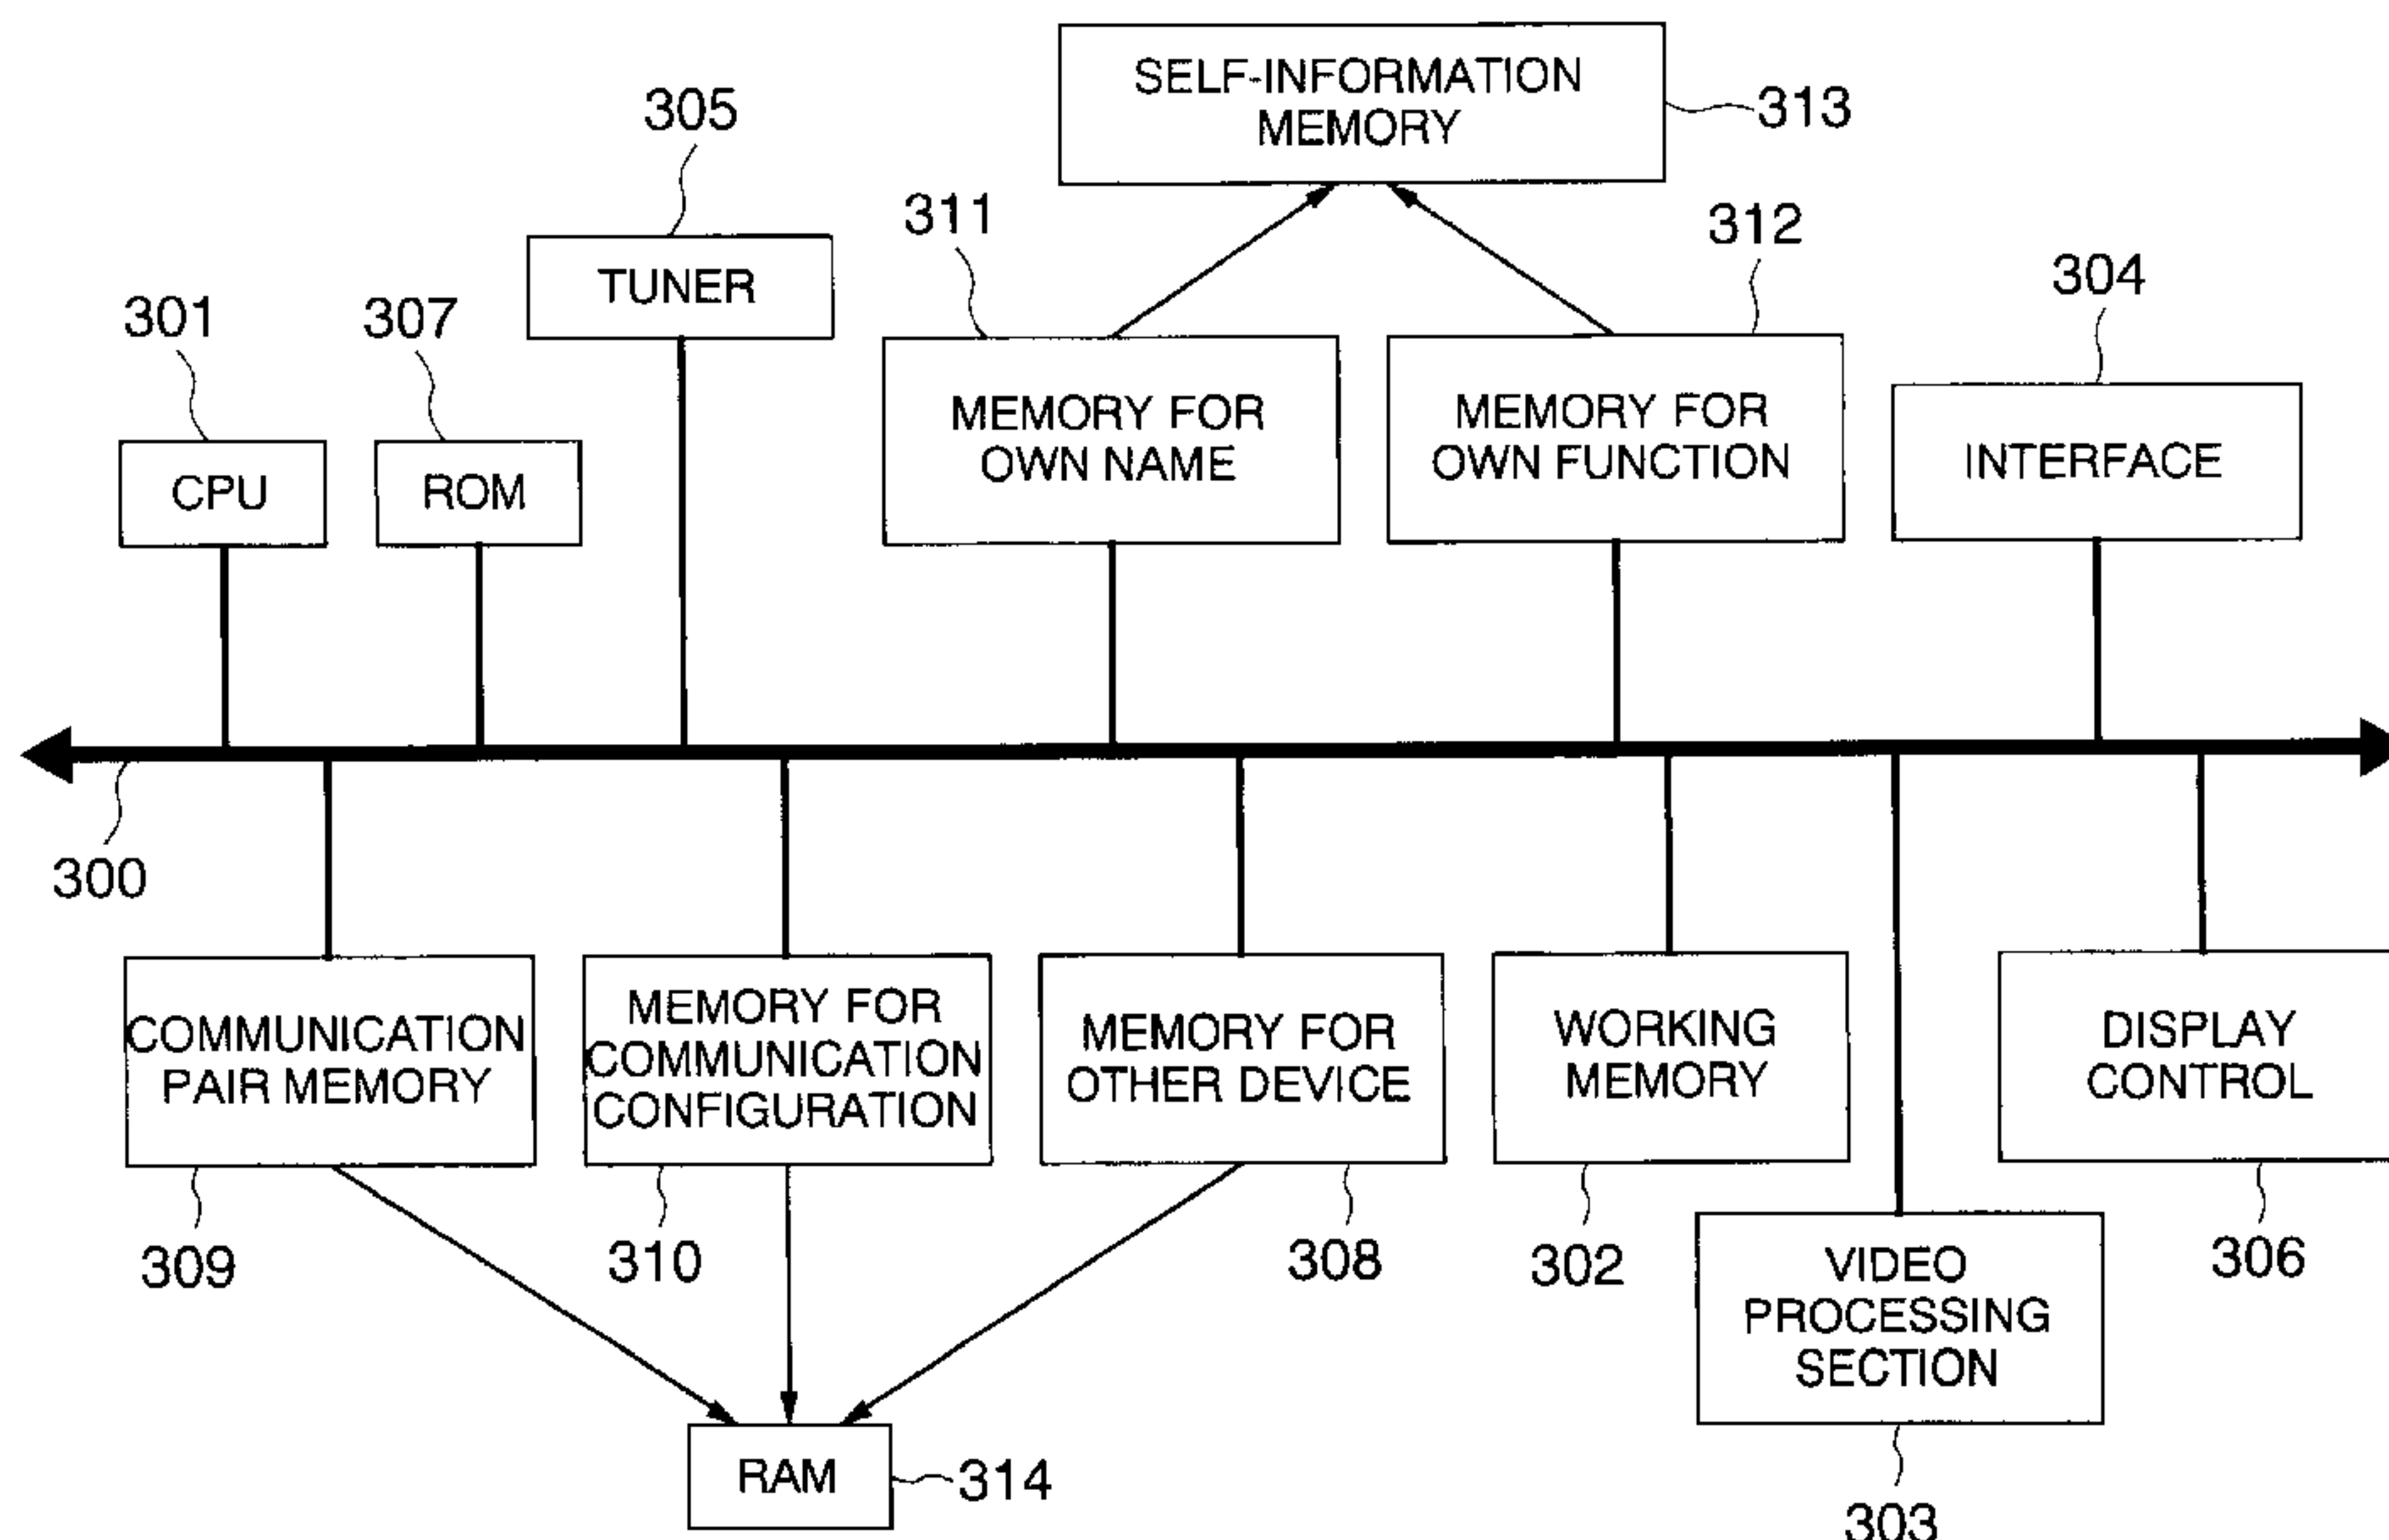 SELF-INFORMATION
MEMORY
313
305
TUNER
311
312
304
301
307
MEMORY FOR
OWN NAME
MEMORY FOR
OWN FUNCTION
INTERFACE
CPU
ROM
300
COMMUNICATION
PAIR MEMORY
MEMORY FOR
COMMUNICATION
CONFIGURATION
MEMORY FOR
OTHER DEVICE
WORKING
MEMORY
DISPLAY
CONTROL
309
310
308
302
306
VIDEO
PROCESSING
SECTION
RAM
314
303